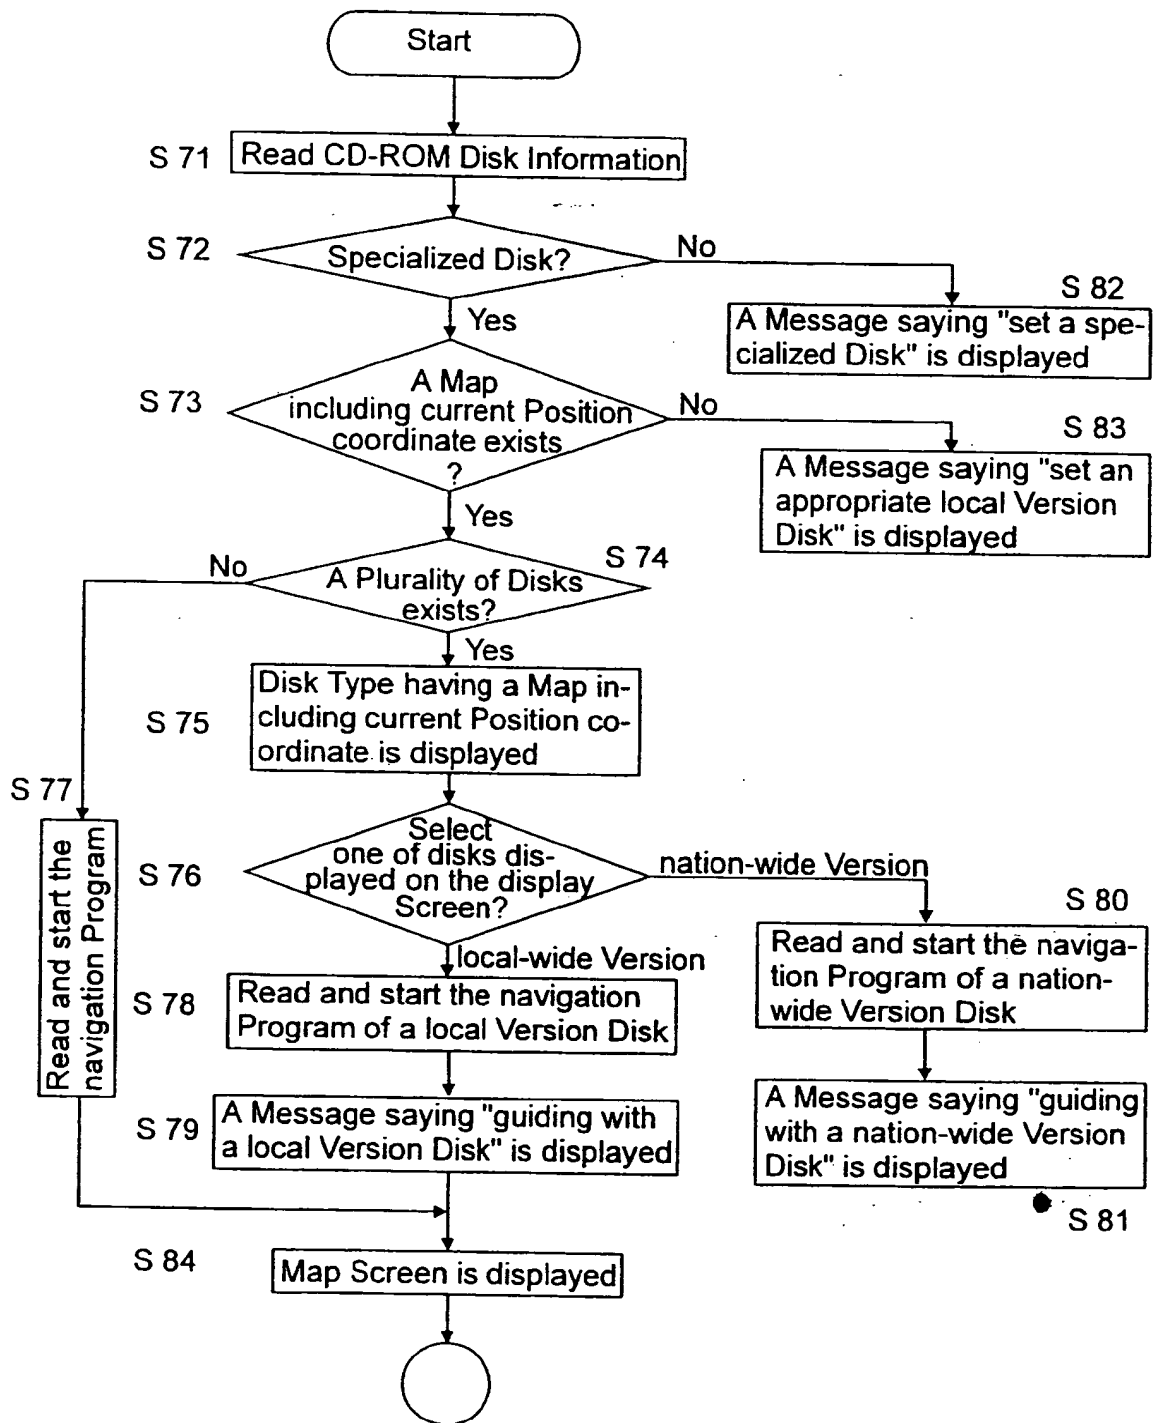 Start
S 71
Read CD-ROM Disk Information
S 72
Specialized Disk?
No
S 82
A Message saying "set a spe-
cialized Disk" is displayed
Yes
S 73
A Map
including current Position
coordinate exists
?
No
S 83
A Message saying "set an
appropriate local Version
Disk" is displayed
Yes
S 74
No
A Plurality of Disks
exists?
Yes
S 75
Disk Type having a Map in-
cluding current Position co-
ordinate is displayed
S 77
Read and start the
navigation Program
S 76
Select
one of disks dis-
played on the display
Screen?
nation-wide Version
S 80
Read and start the naviga-
tion Program of a nation-
wide Version Disk
local-wide Version
S 78
Read and start the navigation
Program of a local Version Disk
S 79
A Message saying "guiding with
a local Version Disk" is displayed
A Message saying "guiding
with a nation-wide Version
Disk" is displayed
S 81
S 84
Map Screen is displayed